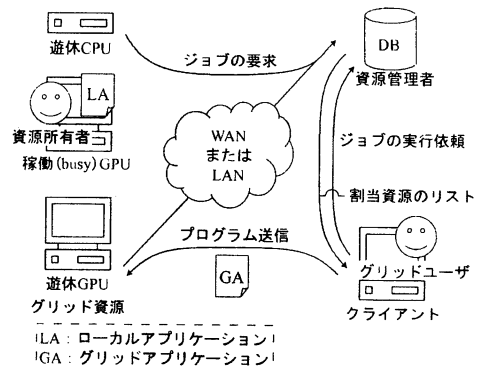 遊休CPU
ジョブの要求
DB
資源管理者
LA
資源所有者
稼働(busy)GPU
WAN
または
LAN
ジョブの実行依頼
割当資源のリスト
プログラム送信
GA
遊休GPU
グリッド資源
グリッドユーザ
クライアント
LA：ローカルアプリケーション
GA：グリッドアプリケーション